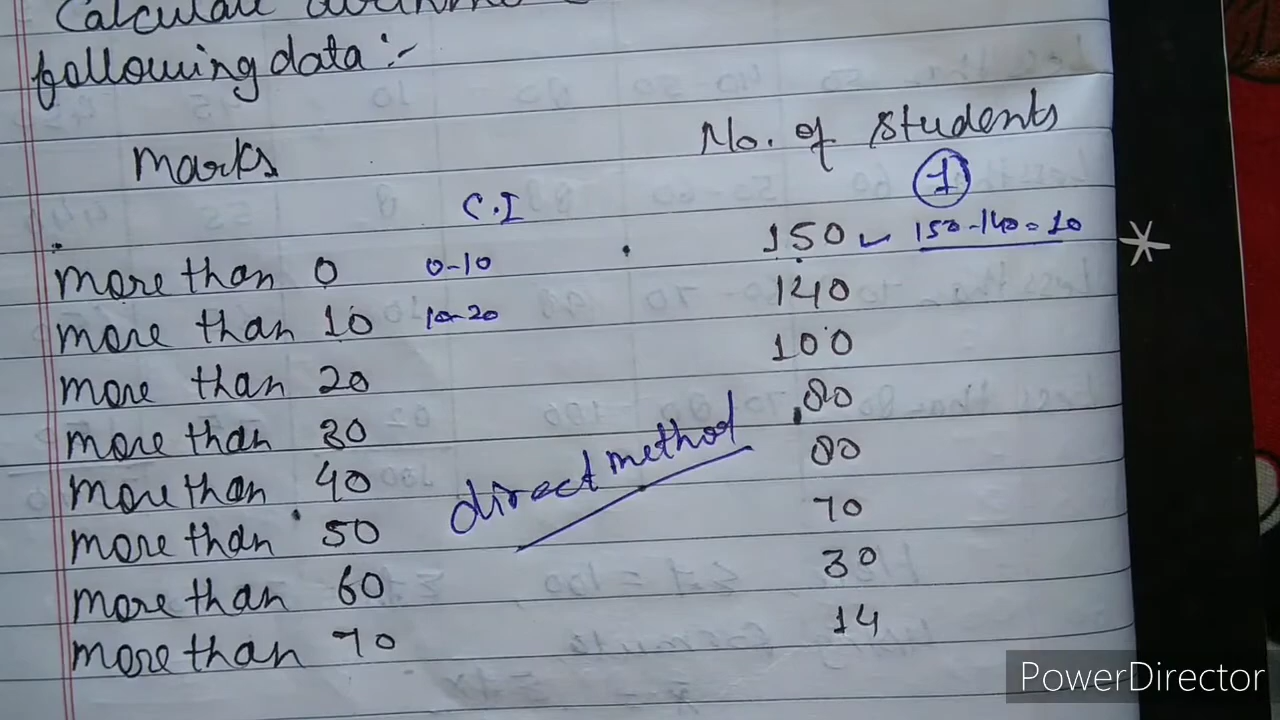 Calculate
following data :-
Marks No. of students
C.I 1
more than 0 0-10 150 150-140=10
more than 10 10-20 140
more than 20 100
more than 30 80
more than 40 80
more than 50 70
more than 60 30
more than 70 14
direct method
PowerDirector